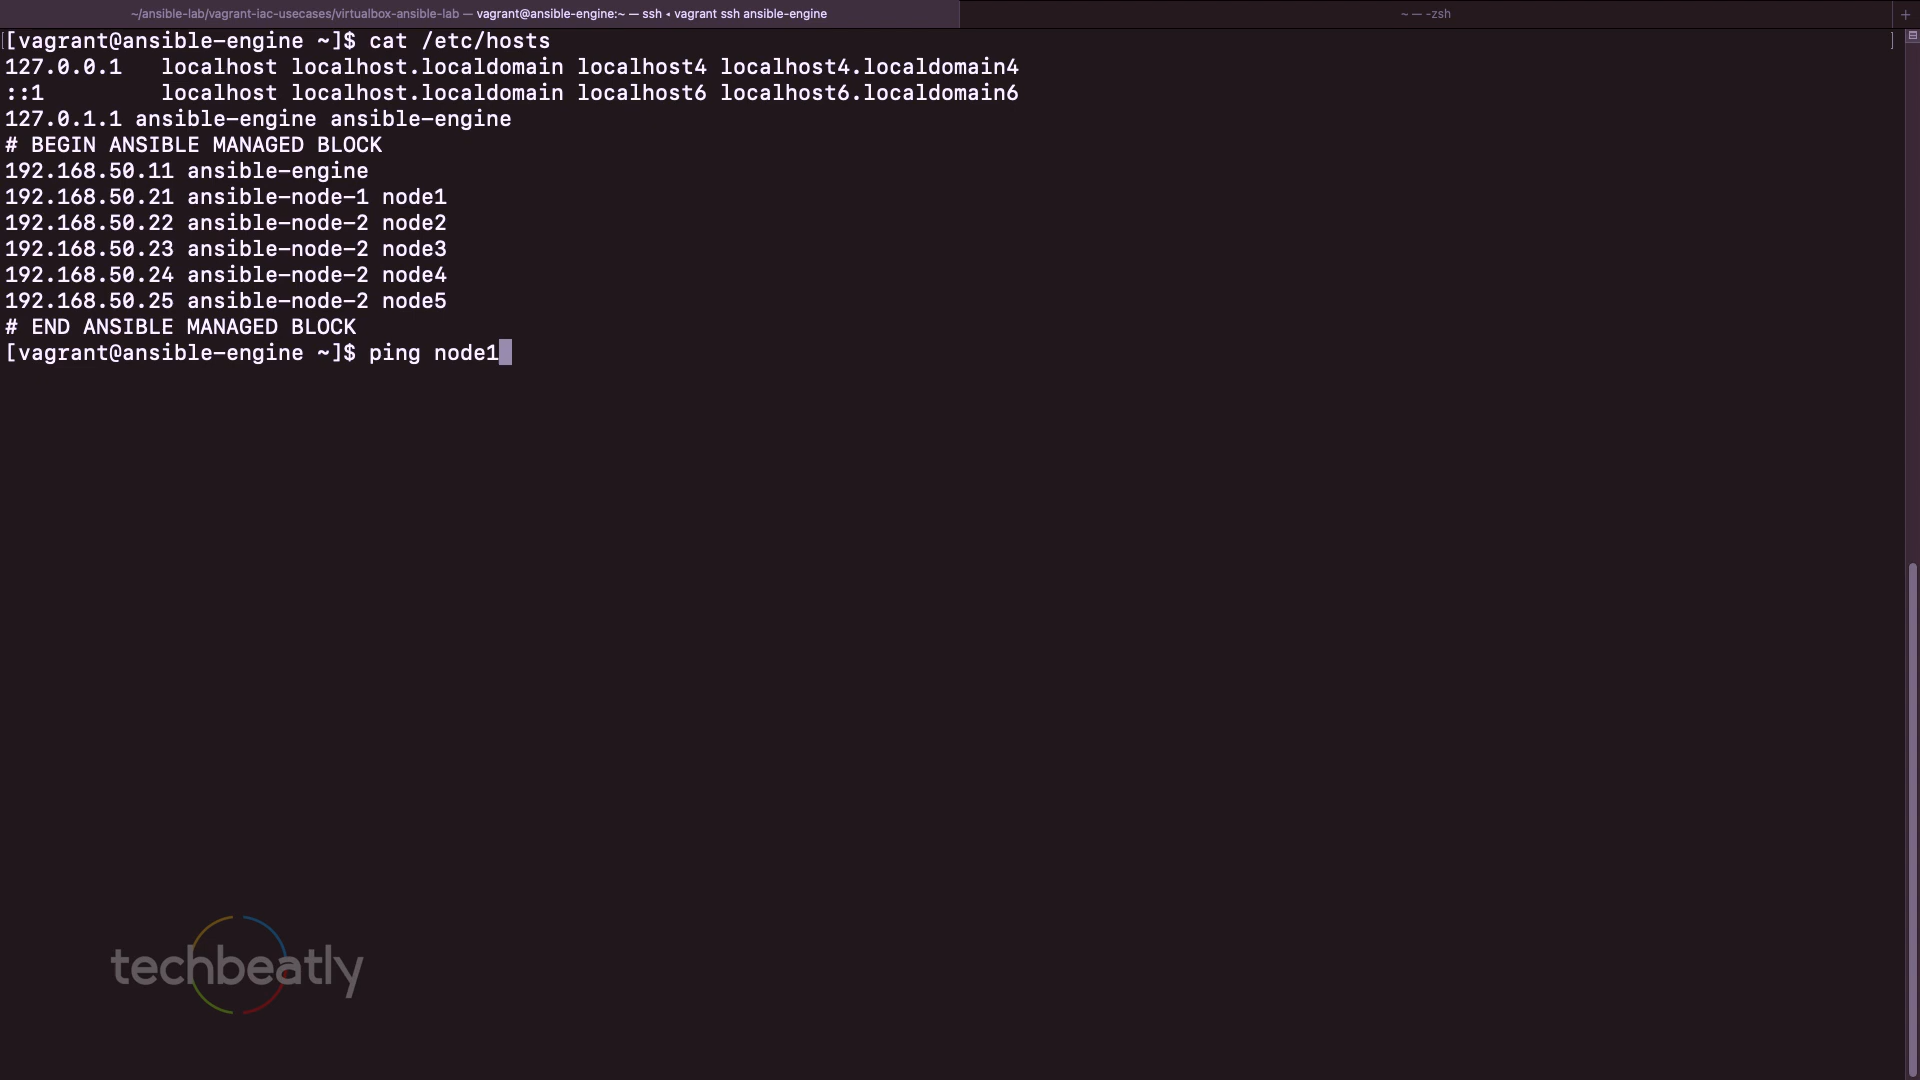 ~/ansible-lab/vagrant-iac-usecases/virtualbox-ansible-lab — vagrant@ansible-engine:~ — ssh ◂ vagrant ssh ansible-engine
~ — -zsh
+
[vagrant@ansible-engine ~]$ cat /etc/hosts
127.0.0.1   localhost localhost.localdomain localhost4 localhost4.localdomain4
::1         localhost localhost.localdomain localhost6 localhost6.localdomain6
127.0.1.1 ansible-engine ansible-engine
# BEGIN ANSIBLE MANAGED BLOCK
192.168.50.11 ansible-engine
192.168.50.21 ansible-node-1 node1
192.168.50.22 ansible-node-2 node2
192.168.50.23 ansible-node-2 node3
192.168.50.24 ansible-node-2 node4
192.168.50.25 ansible-node-2 node5
# END ANSIBLE MANAGED BLOCK
[vagrant@ansible-engine ~]$ ping node1
techbeatly